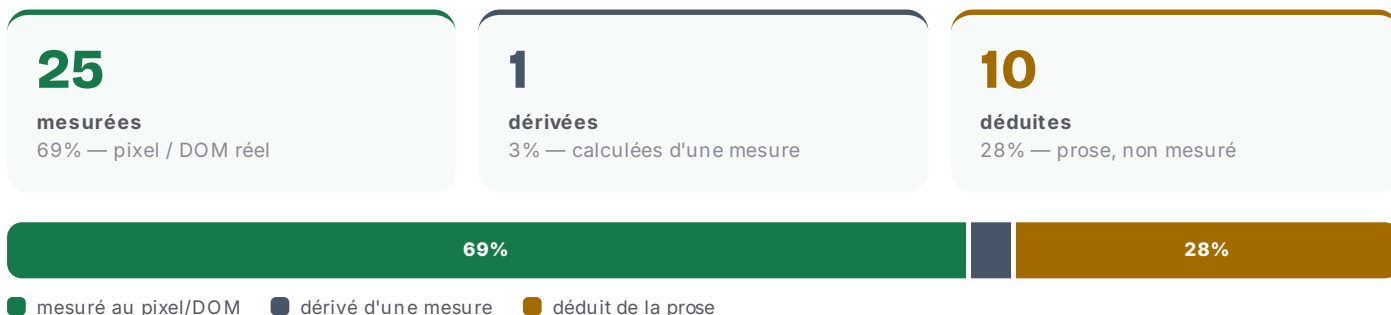 25
mesurées
69% — pixel / DOM réel
1
dérivées
3% — calculées d'une mesure
10
déduites
28% — prose, non mesuré
69%
28%
mesuré au pixel/DOM
dérivé d'une mesure
déduit de la prose